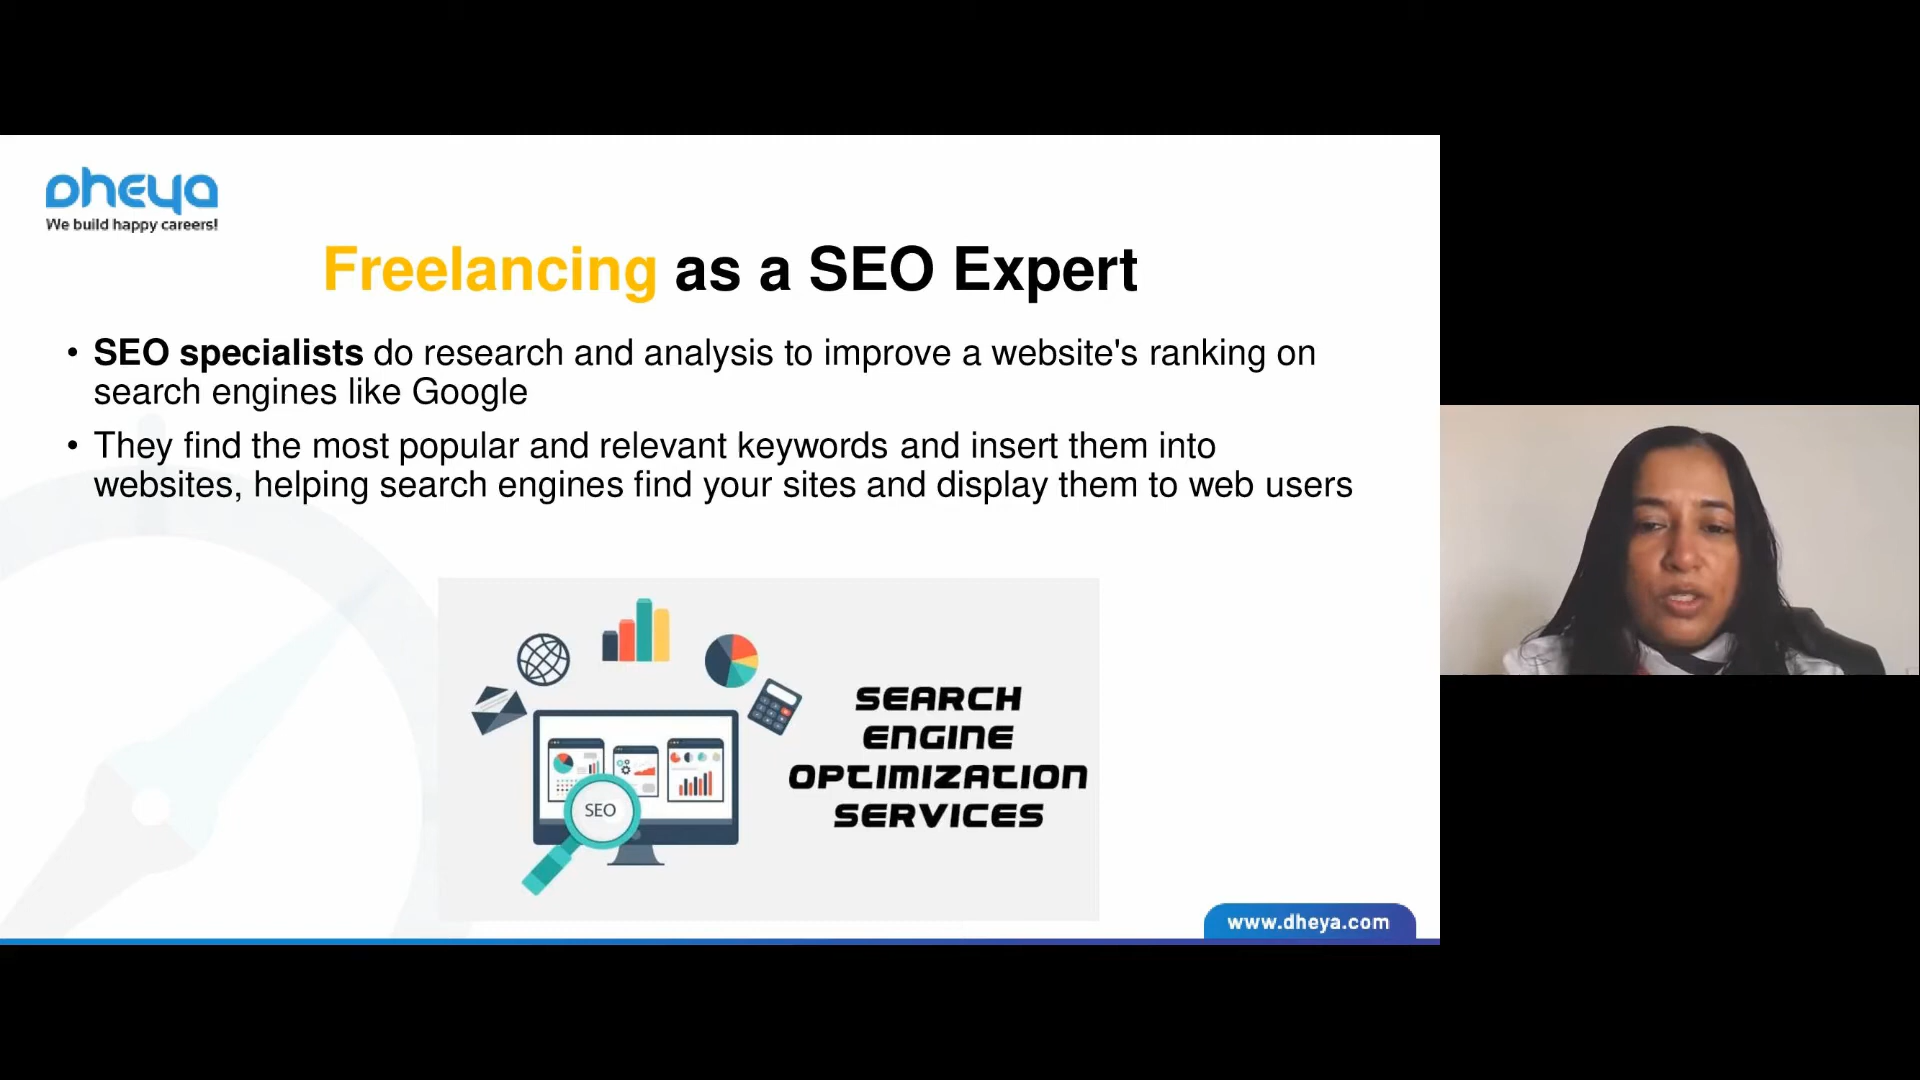 Dheya
We build happy careers!
Freelancing as a SEO Expert
• SEO specialists do research and analysis to improve a website's ranking on
search engines like Google
• They find the most popular and relevant keywords and insert them into
websites, helping search engines find your sites and display them to web users
SEO
SEARCH
ENGINE
OPTIMIZATION
SERVICES
www.dheya.com